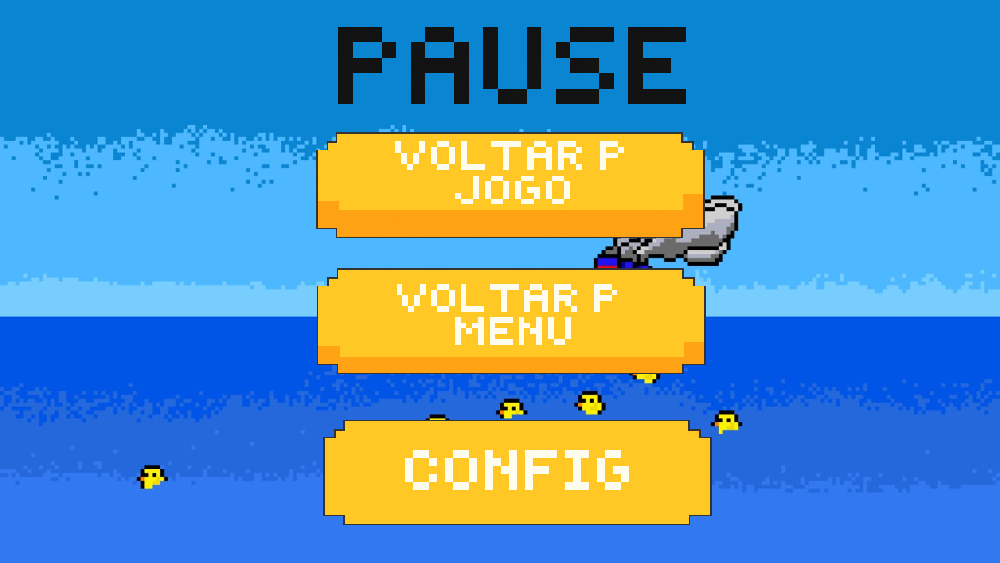 PAUSE
VOLTAR P
JOGO
VOLTAR P
MENU
CONFIG